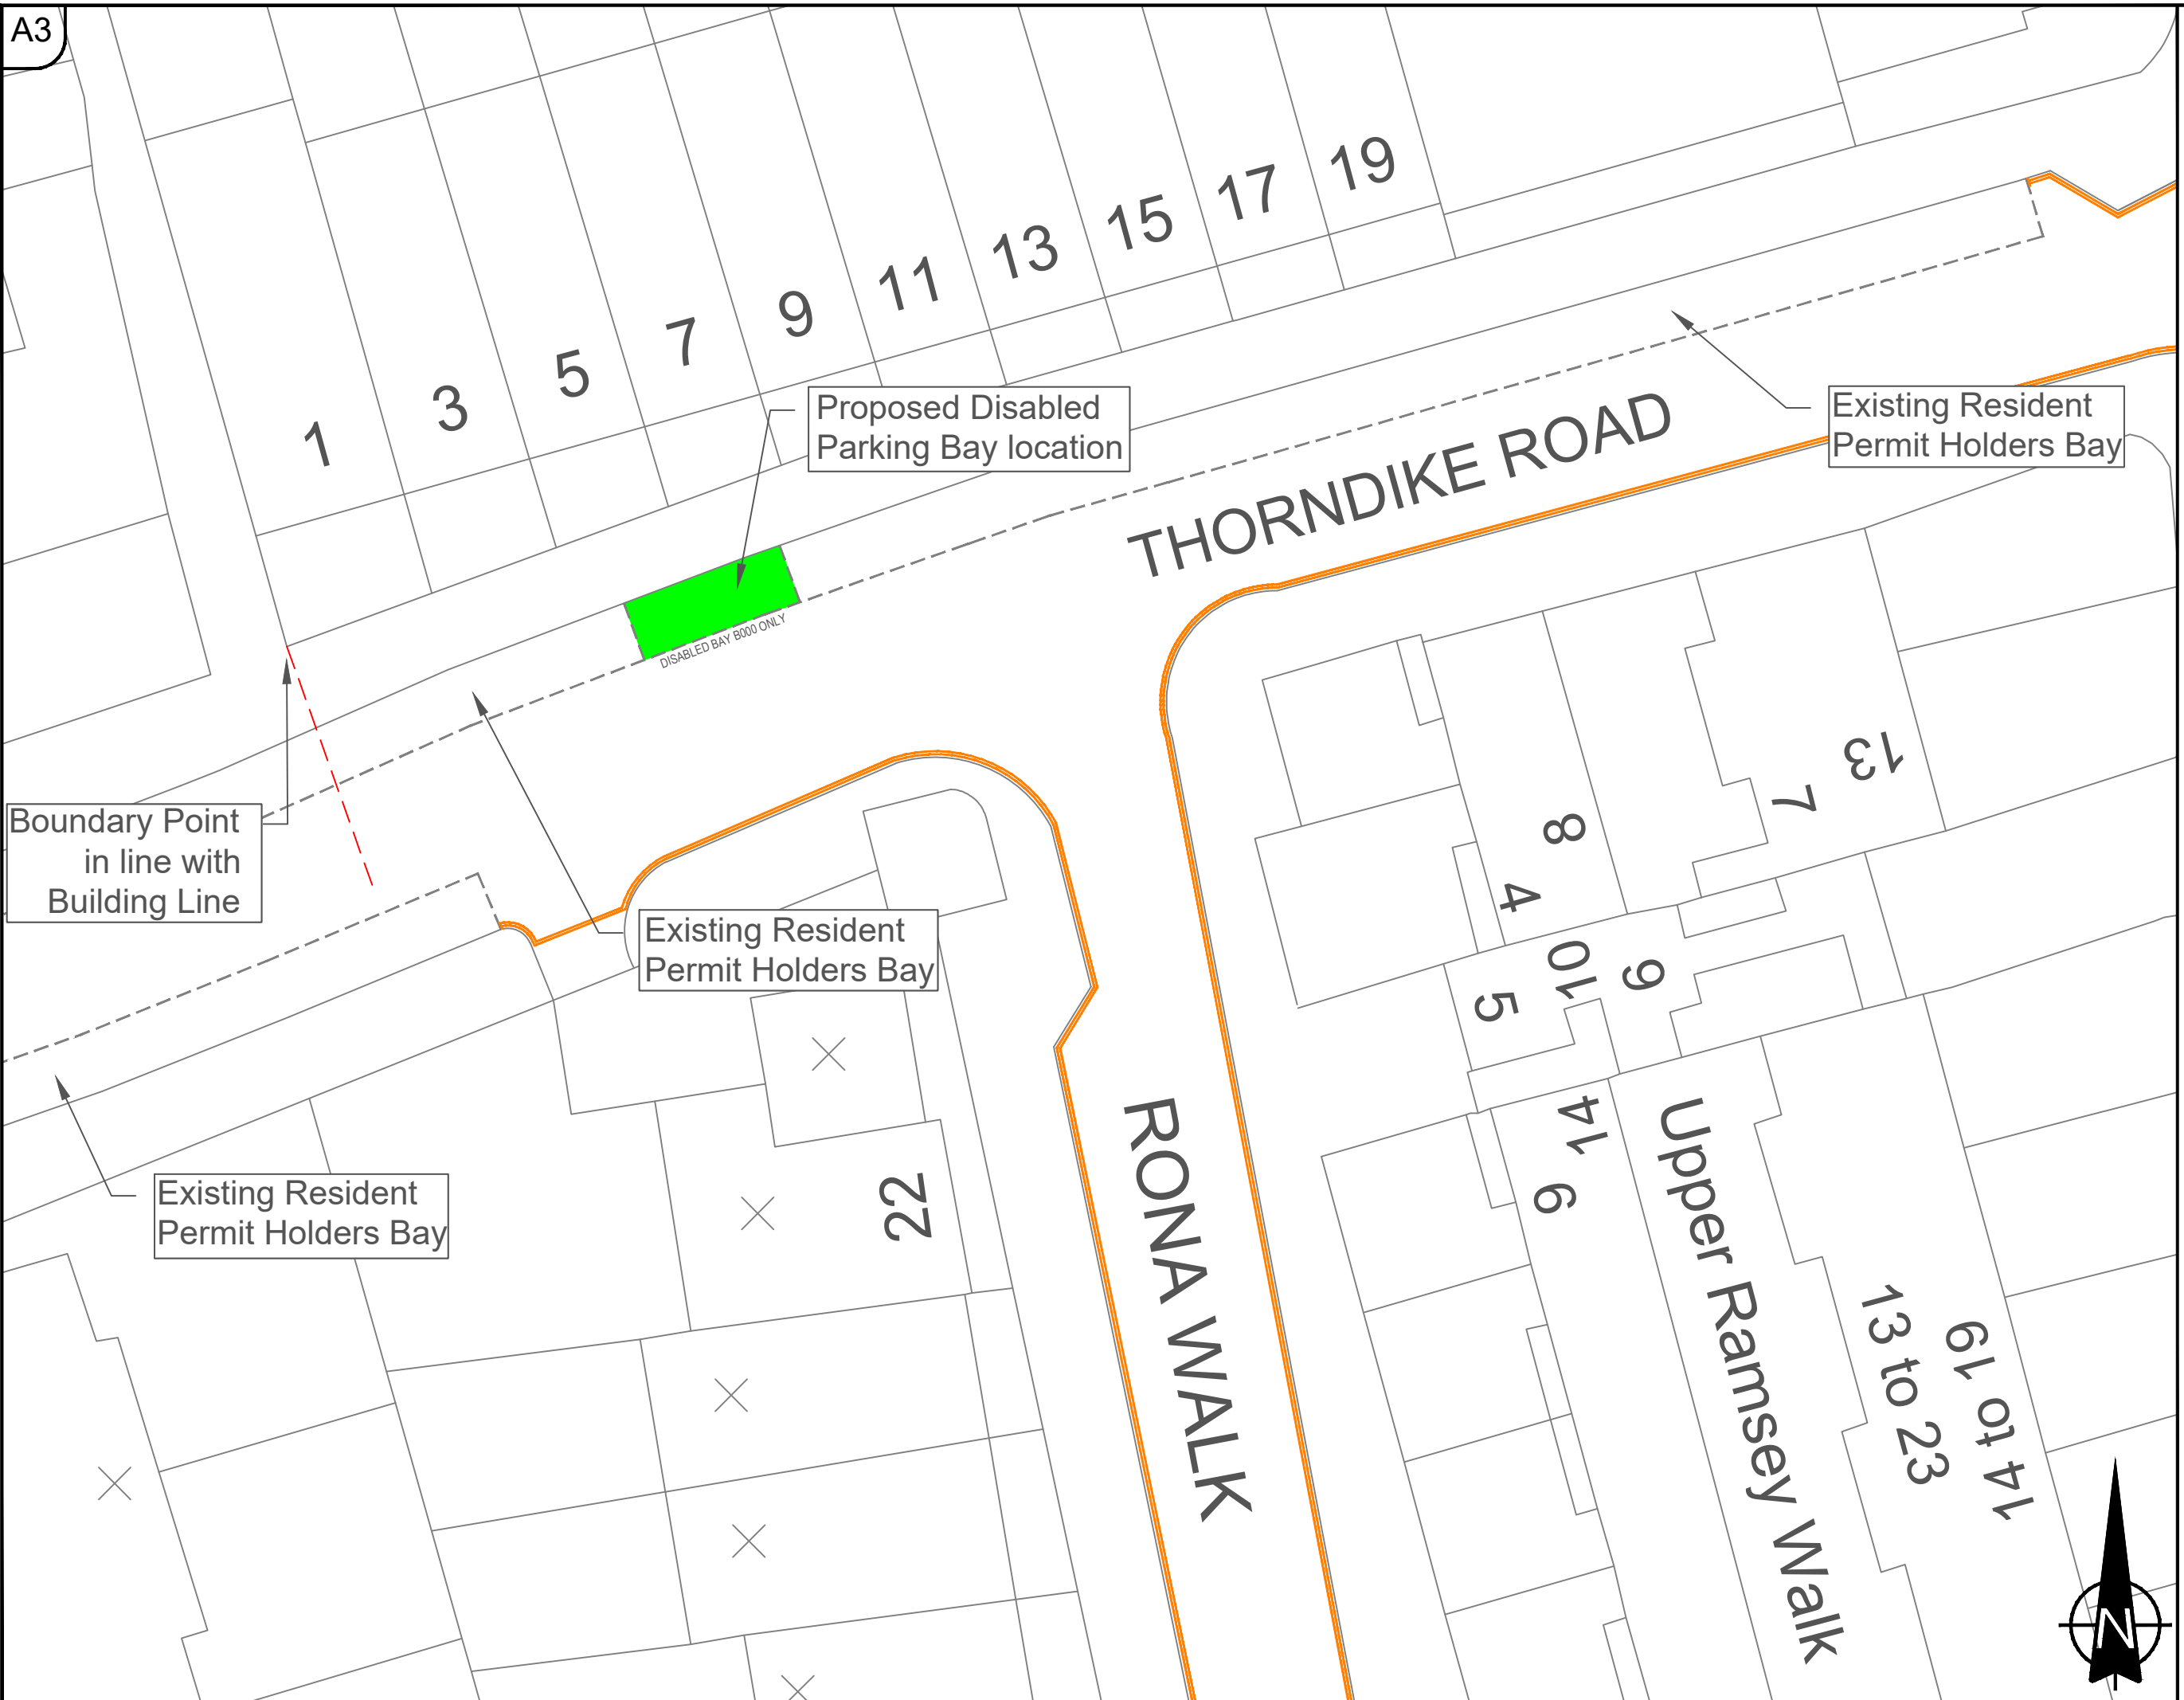 A3
1
3
5
7
9
11
13
15
17
19
Proposed Disabled
Parking Bay location
Existing Resident
Permit Holders Bay
THORNDIKE ROAD
DISABLED BAY B000 ONLY
Boundary Point
in line with
Building Line
Existing Resident
Permit Holders Bay
Existing Resident
Permit Holders Bay
22
RONA WALK
13
7
8
4
10
9
5
14
6
Upper Ramsey Walk
13 to 23
14 to 19
N